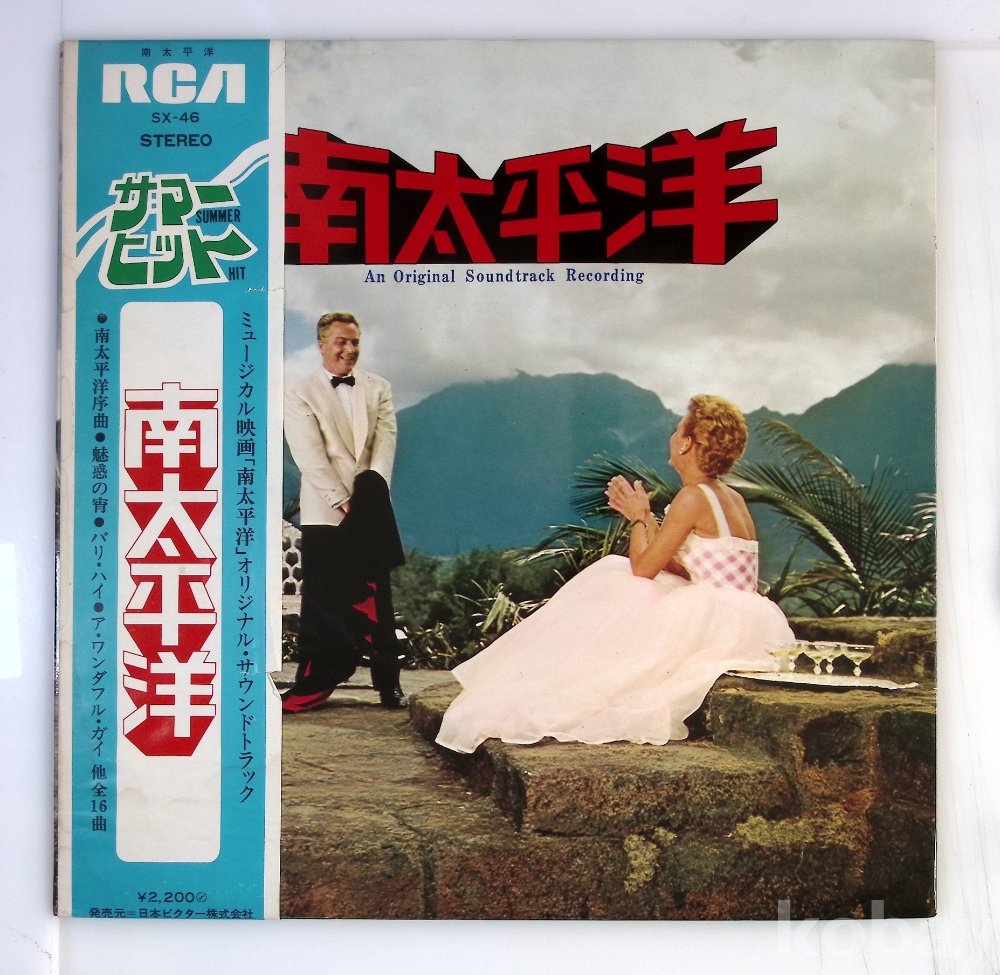 南太平洋
RCA
SX-46
STEREO
サマー
SUMMER
ヒット
HIT
ミュージカル映画「南太平洋」オリジナル・サウンドトラック
南太平洋
●南太平洋序曲●魅惑の宵●バリ・ハイ●ア・ワンダフル・ガイ 他全16曲
¥2,200
発売元=日本ビクター株式会社
南太平洋
An Original Soundtrack Recording